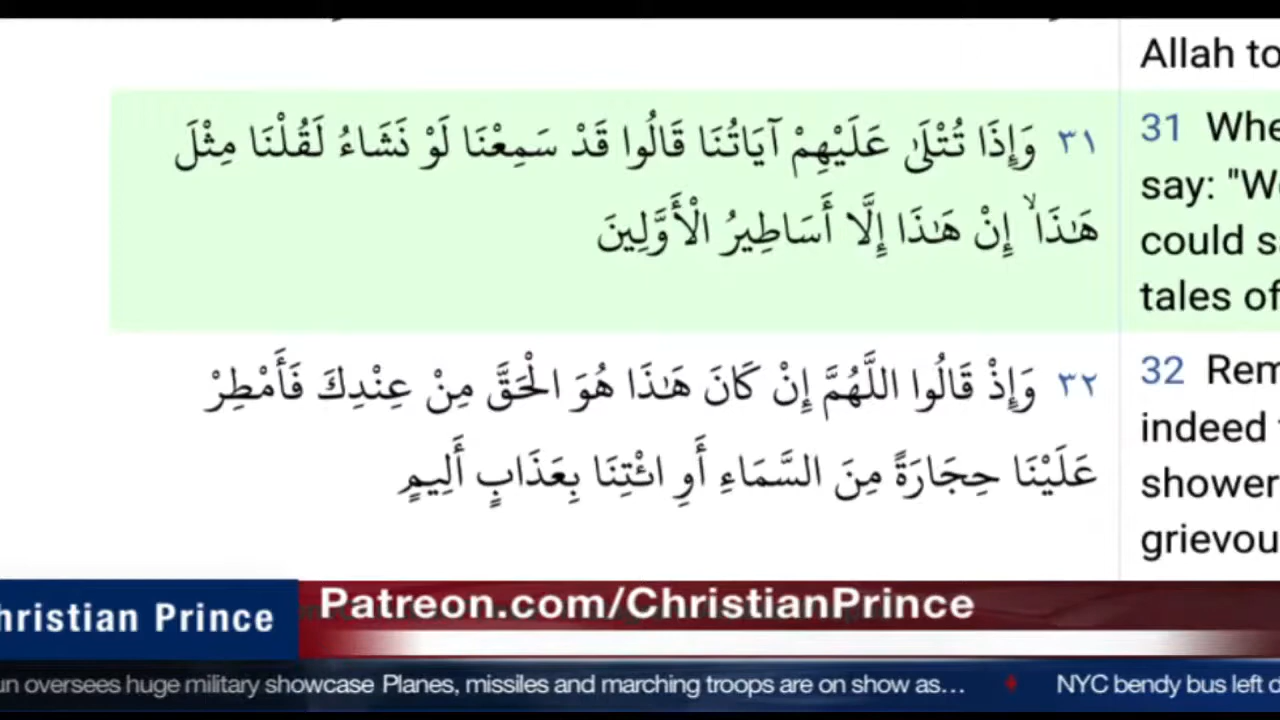 Allah to
٣١ وَإِذَا تُتْلَىٰ عَلَيْهِمْ آيَاتُنَا قَالُوا قَدْ سَمِعْنَا لَوْ نَشَاءُ لَقُلْنَا مِثْلَ
هَـٰذَا ۙ إِنْ هَـٰذَا إِلَّا أَسَاطِيرُ الْأَوَّلِينَ
31 Whe
say: "We
could s
tales of
٣٢ وَإِذْ قَالُوا اللَّهُمَّ إِنْ كَانَ هَـٰذَا هُوَ الْحَقَّ مِنْ عِنْدِكَ فَأَمْطِرْ
عَلَيْنَا حِجَارَةً مِنَ السَّمَاءِ أَوِ ائْتِنَا بِعَذَابٍ أَلِيمٍ
32 Rem
indeed
shower
grievou
hristian Prince
Patreon.com/ChristianPrince
un oversees huge military showcase Planes, missiles and marching troops are on show as... NYC bendy bus left d